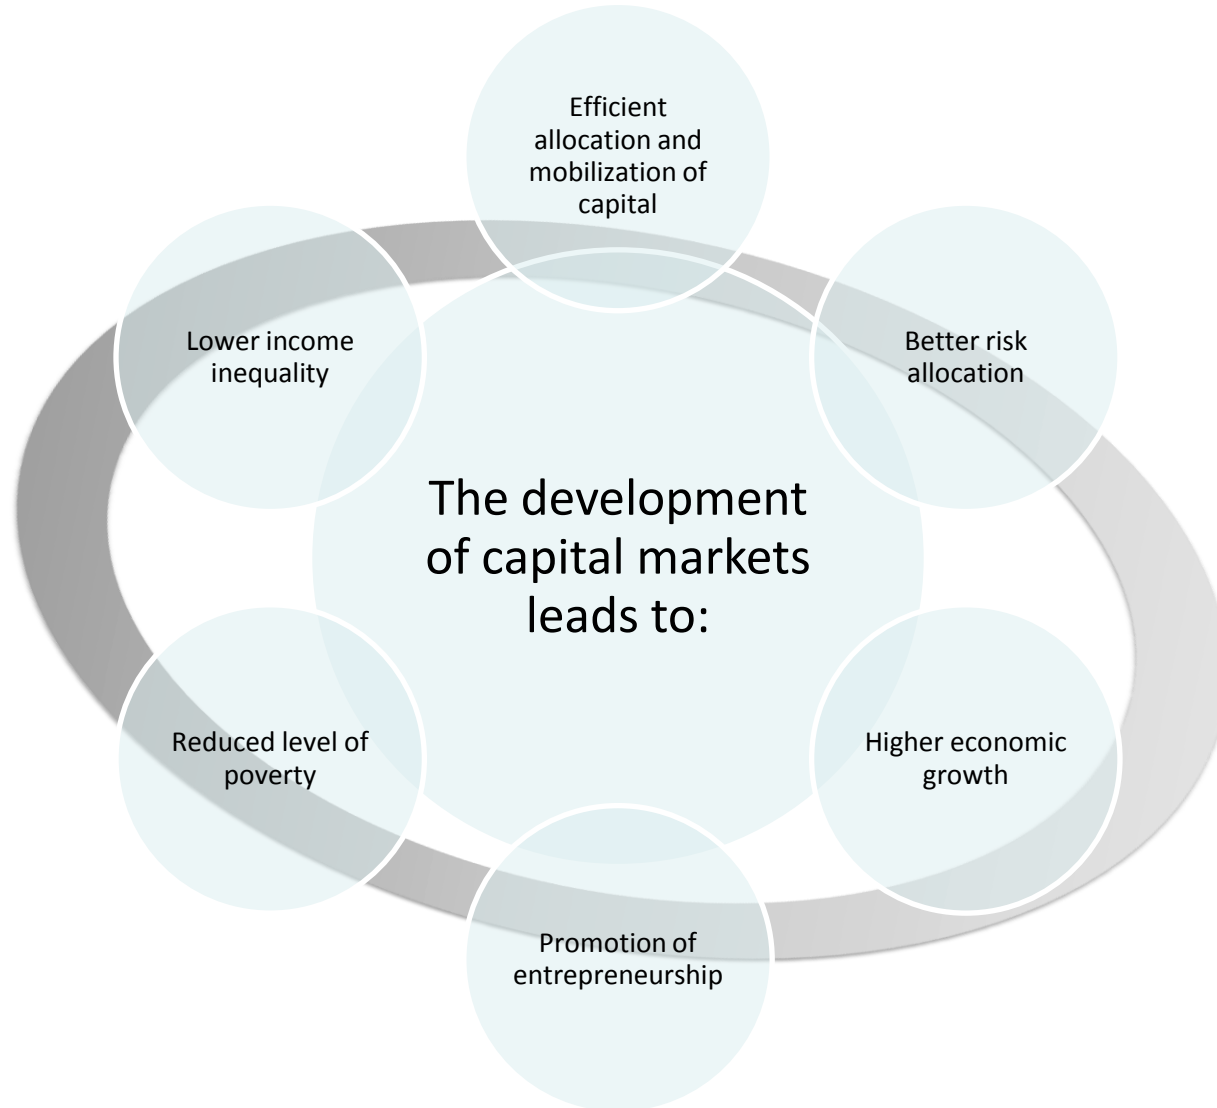 Efficient
allocation and
mobilization of
capital
Lower income
inequality
Better risk
allocation
The development
of capital markets
leads to:
Reduced level of
poverty
Higher economic
growth
Promotion of
entrepreneurship